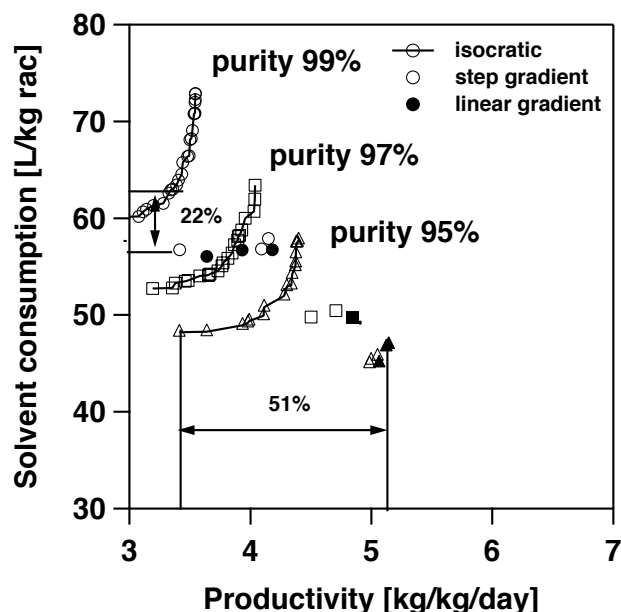 80
70
60
50
40
30
Solvent consumption [L/kg rac]
purity 99%
isocratic
step gradient
linear gradient
purity 97%
22%
purity 95%
51%
3 4 5 6 7
Productivity [kg/kg/day]